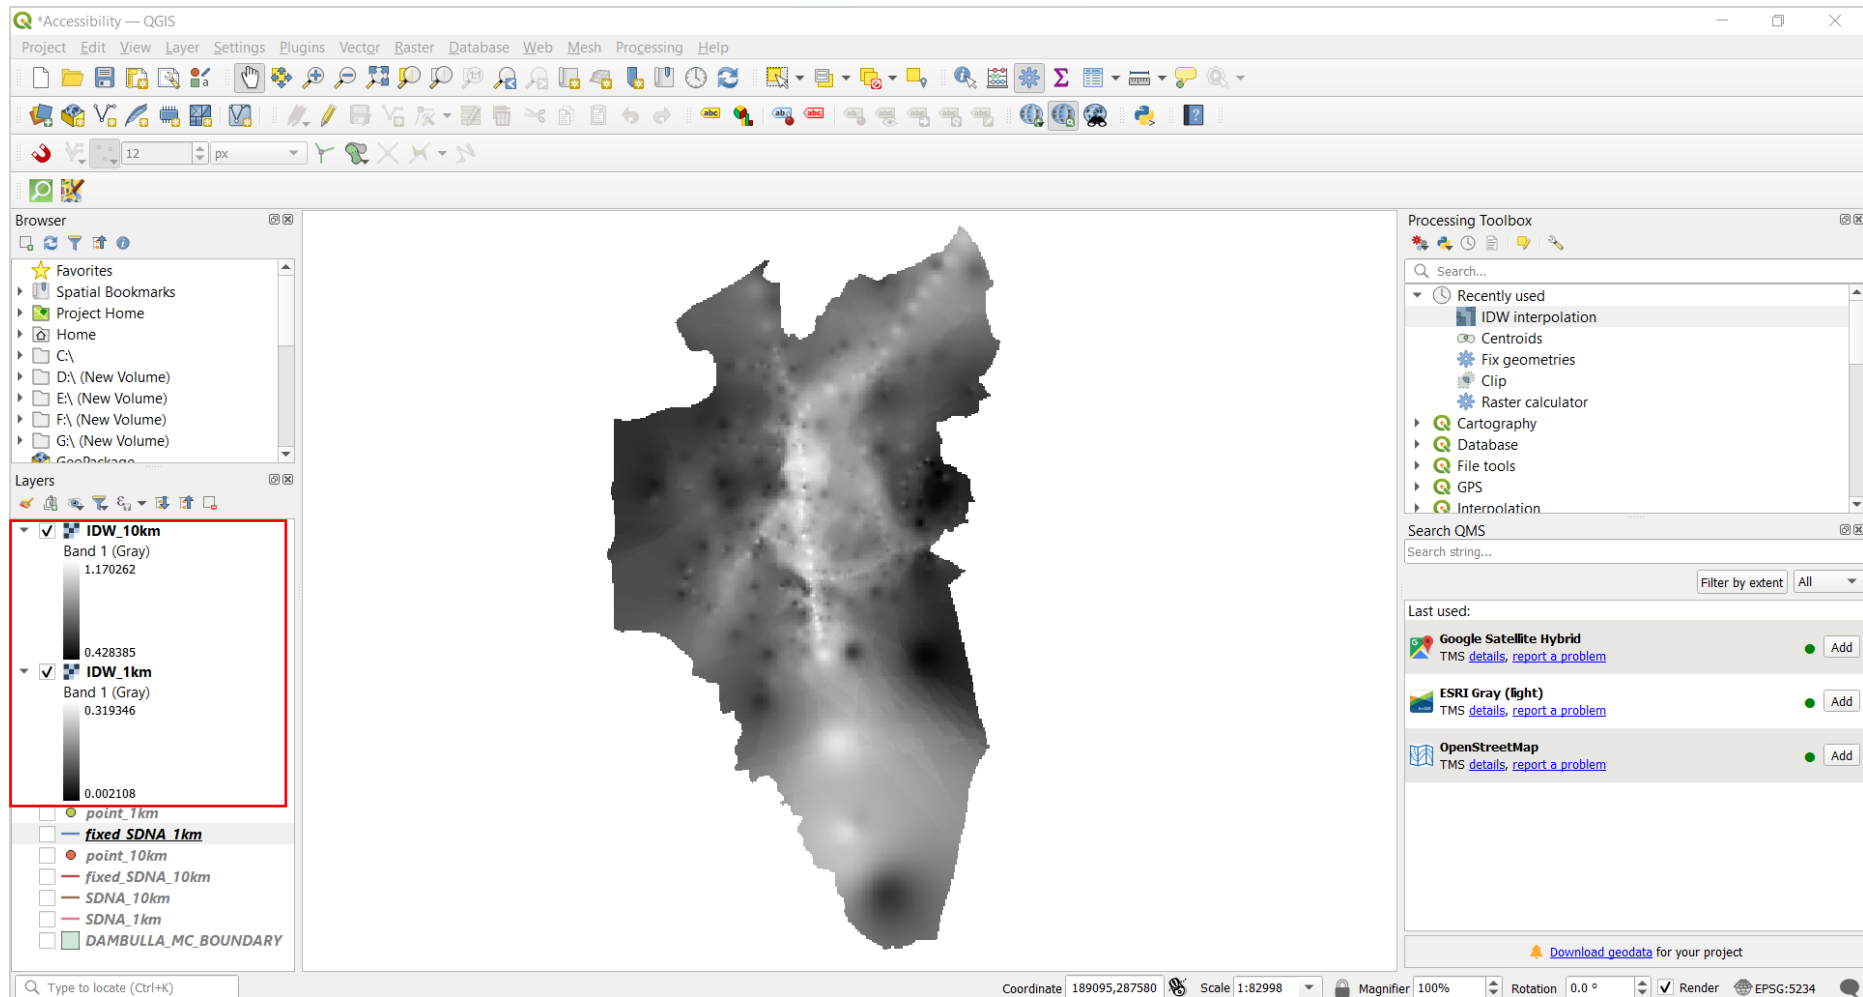 *Accessibility — QGIS
Project Edit View Layer Settings Plugins Vector Raster Database Web Mesh Processing Help
12 px
Browser
Favorites
Spatial Bookmarks
Project Home
Home
C:\
D:\ (New Volume)
E:\ (New Volume)
F:\ (New Volume)
G:\ (New Volume)
GeoPackage
Layers
IDW_10km
Band 1 (Gray)
1.170262
0.428385
IDW_1km
Band 1 (Gray)
0.319346
0.002108
point_1km
fixed_SDNA_1km
point_10km
fixed_SDNA_10km
SDNA_10km
SDNA_1km
DAMBULLA_MC_BOUNDARY
Processing Toolbox
Search...
Recently used
IDW interpolation
Centroids
Fix geometries
Clip
Raster calculator
Cartography
Database
File tools
GPS
Interpolation
Search QMS
Search string...
Filter by extent All
Last used:
Google Satellite Hybrid
TMS details, report a problem
Add
ESRI Gray (light)
TMS details, report a problem
Add
OpenStreetMap
TMS details, report a problem
Add
Download geodata for your project
Type to locate (Ctrl+K)
Coordinate 189095,287580 Scale 1:82998 Magnifier 100% Rotation 0.0 ° Render EPSG:5234